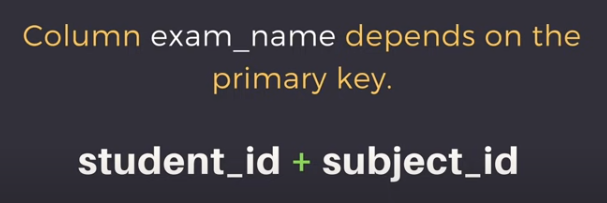 Column exam_name depends on the
primary key.
student_id + subject_id